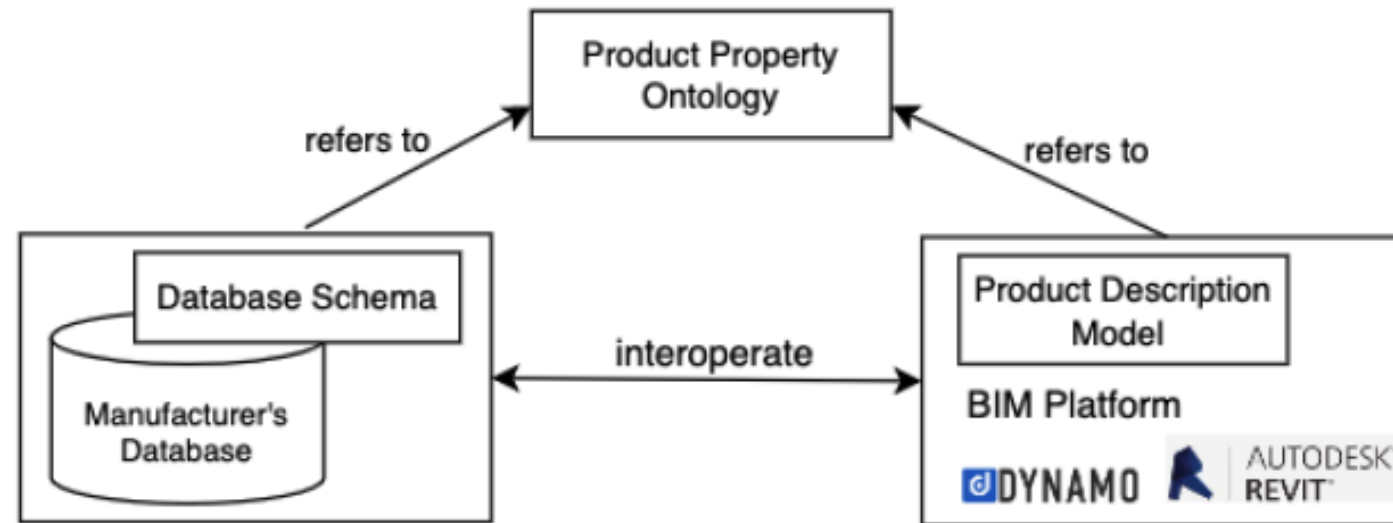 Product Property
Ontology
refers to
refers to
Database Schema
Manufacturer's
Database
interoperate
Product Description
Model
BIM Platform
DYNAMO
AUTODESK
REVIT